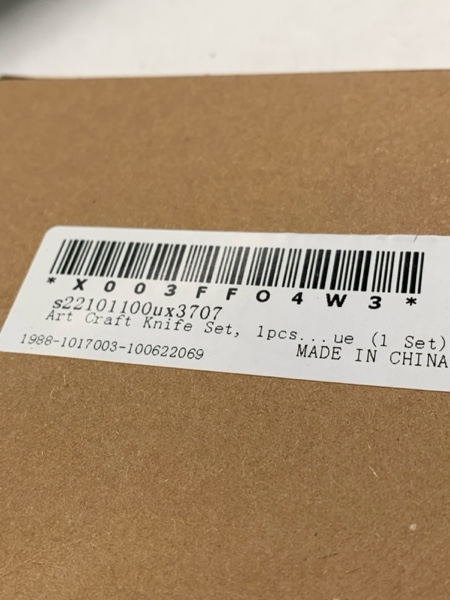 *X003FFO4W3*
s22101100ux3707
Art Craft Knife Set, 1pcs...ue (1 Set)
1988-1017003-100622069
MADE IN CHINA